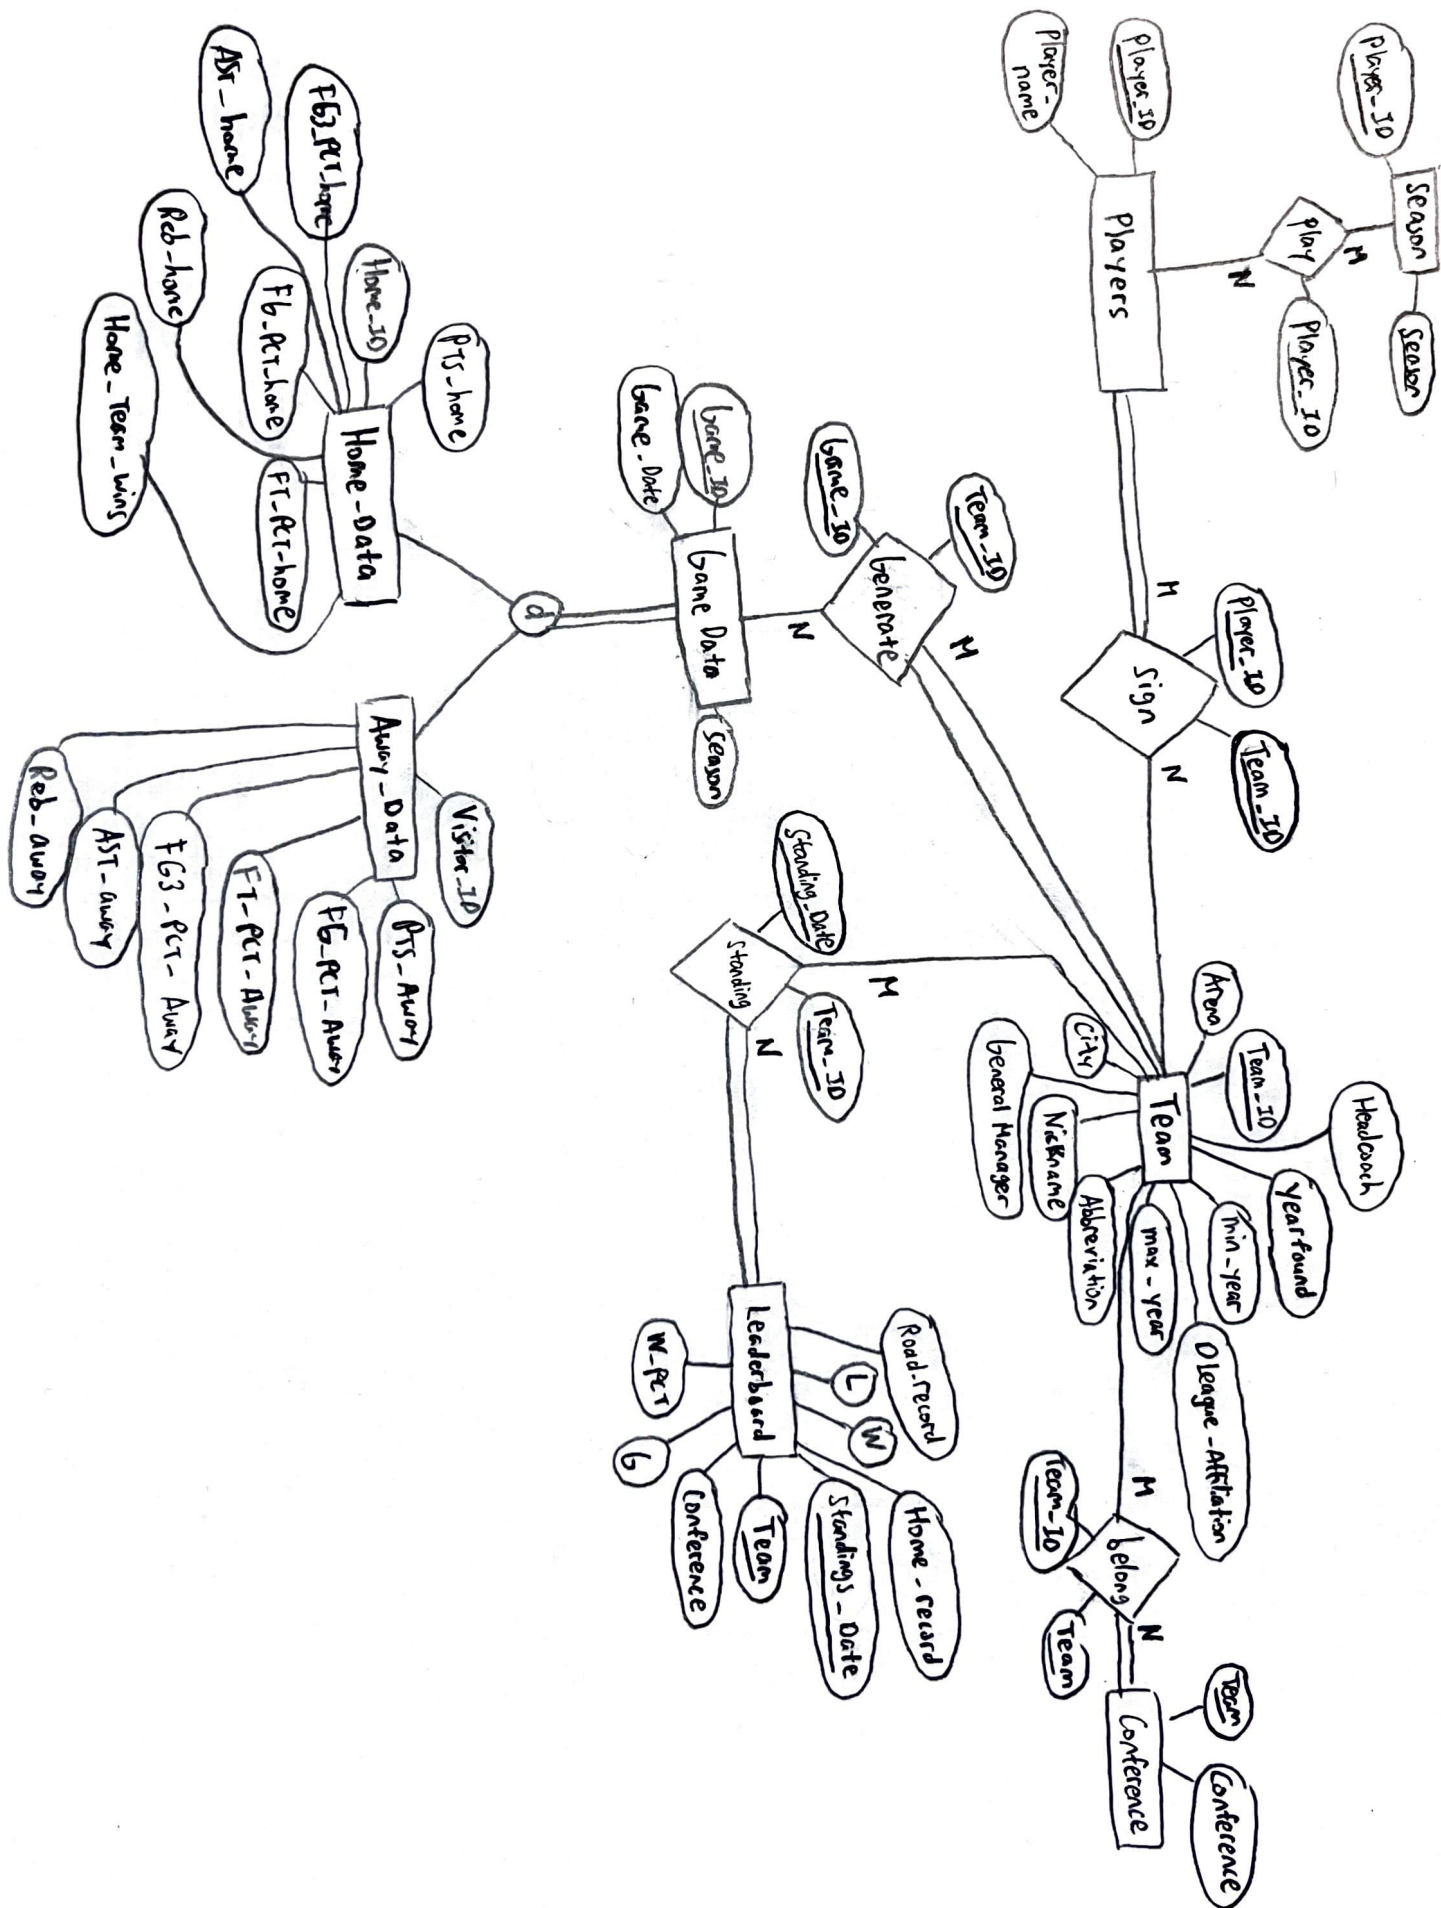 Player_ID
Season
Season
Play
M
N
Player_ID
Player_ID
Player_
name
Players
M
Sign
N
Player_ID
Team_ID
Team_ID
Game_ID
Generate
M
N
Game_ID
Game_Date
Game Data
Season
d
PTS_home
Home_ID
FG3_PCT_home
AST_home
Reb_home
FG_PCT_home
Home_Team_Wins
FT_PCT_home
Home_Data
Away_Data
Visitor_ID
PTS_Away
FG_PCT_Away
FT_PCT_Away
FG3_PCT_Away
AST_away
Reb_away
Arena
Team_ID
Headcoach
yearfound
min_year
DLeague_Affiliation
max_year
Abbreviation
Nickname
General Manager
City
Team
M
Standing_Date
Standing
Team_ID
N
Leaderboard
Road_record
L
W
Home_record
Standings_Date
Team
Conference
G
W_PCT
M
belong
Team_ID
Team
N
Conference
Team
Conference